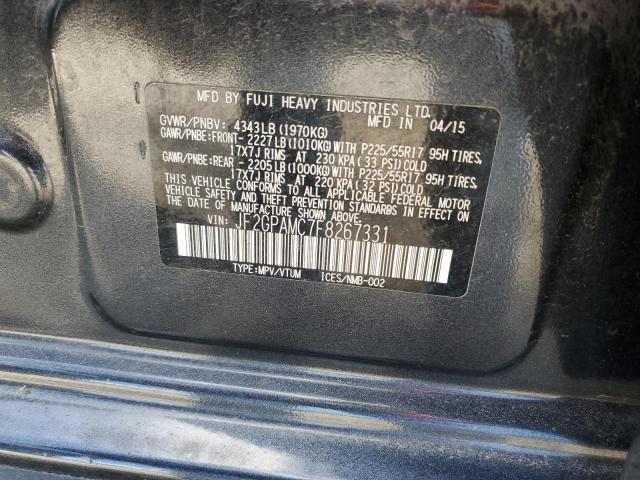 MFD BY FUJI HEAVY INDUSTRIES LTD.
MFD IN 04/15
GVWR/PNBV: 4343LB(1970KG)
GAWR/PNBE:FRONT- 2227LB(1010KG)WITH P225/55R17 95H TIRES,
17X7J RIMS AT 230 KPA(33 PSI)COLD
GAWR/PNBE:REAR - 2205LB(1000KG)WITH P225/55R17 95H TIRES,
17X7J RIMS AT 220 KPA(32 PSI)COLD
THIS VEHICLE CONFORMS TO ALL APPLICABLE FEDERAL MOTOR
VEHICLE SAFETY AND THEFT PREVENTION STANDARDS IN EFFECT ON
THE DATE OF MANUFACTURE SHOWN ABOVE.
VIN: JF2GPAMC7F8267331
TYPE:MPV/VTUM ICES/NMB-002